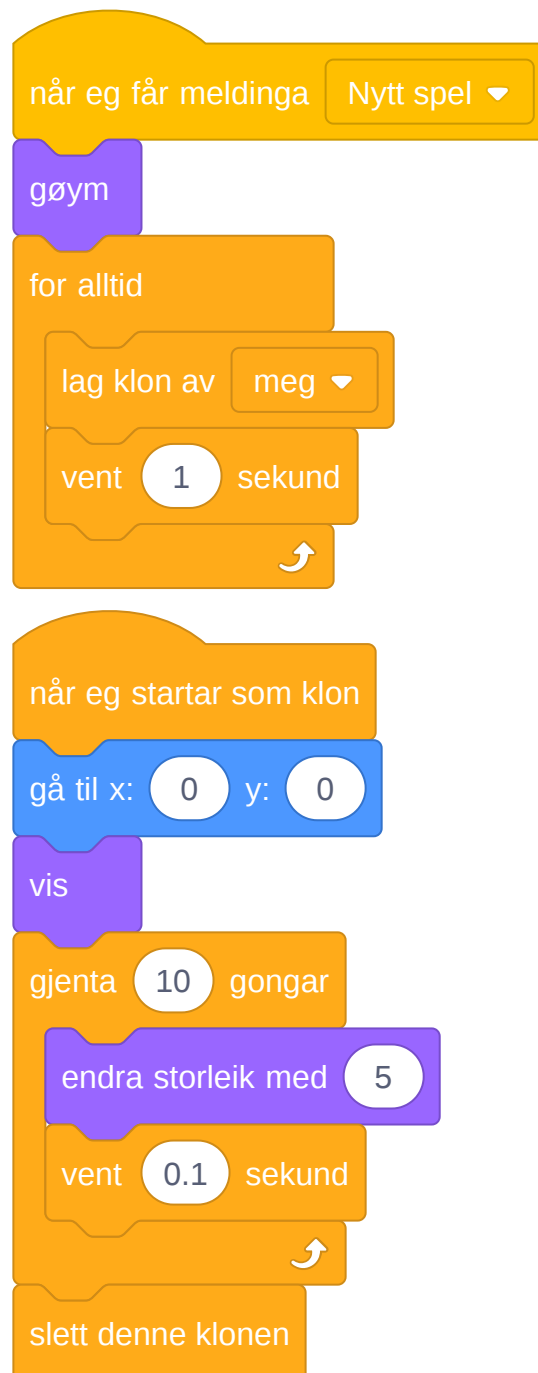 når eg får meldinga Nytt spel
gøym
for alltid
lag klon av meg
vent 1 sekund
når eg startar som klon
gå til x: 0 y: 0
vis
gjenta 10 gongar
endra storleik med 5
vent 0.1 sekund
slett denne klonen